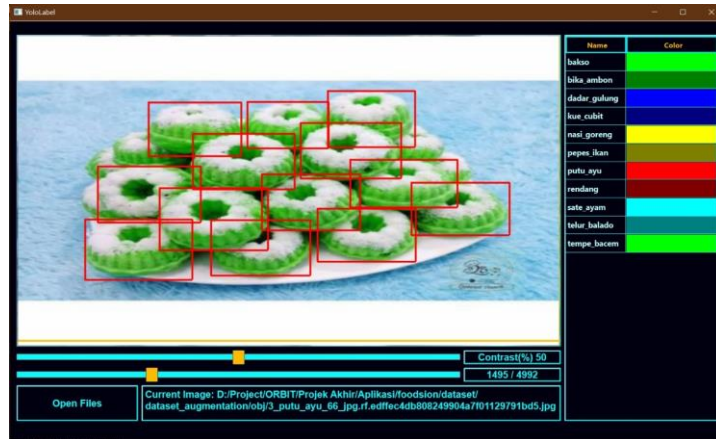 YoloLabel
Name Color
bakso
bika_ambon
dadar_gulung
kue_cubit
nasi_goreng
pepes_ikan
putu_ayu
rendang
sate_ayam
telur_balado
tempe_bacem
Contrast(%) 50
1495 / 4992
Open Files
Current Image: D:/Project/ORBIT/Projek Akhir/Aplikasi/foodsion/dataset/
dataset_augmentation/obj/3_putu_ayu_66_jpg.rf.edffec4db808249904a7f01129791bd5.jpg